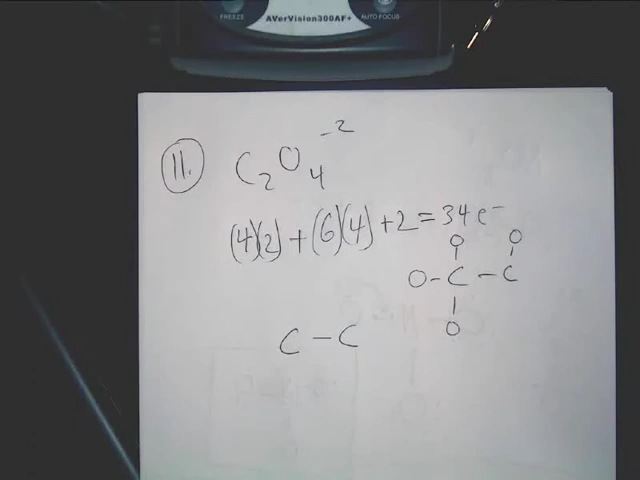 FREEZE AVerVision300AF+ AUTO FOCUS
11. C₂O₄⁻²
(4)(2) + (6)(4) + 2 = 34 e⁻
O O
O - C - C
O
C - C